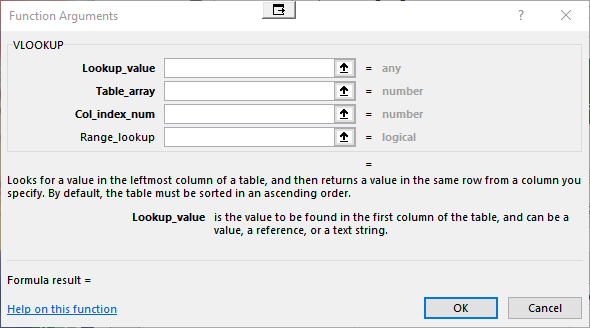 Function Arguments ?
VLOOKUP
Lookup_value = any
Table_array = number
Col_index_num = number
Range_lookup = logical
=
Looks for a value in the leftmost column of a table, and then returns a value in the same row from a column you
specify. By default, the table must be sorted in an ascending order.
Lookup_value is the value to be found in the first column of the table, and can be a
value, a reference, or a text string.
Formula result =
Help on this function OK Cancel